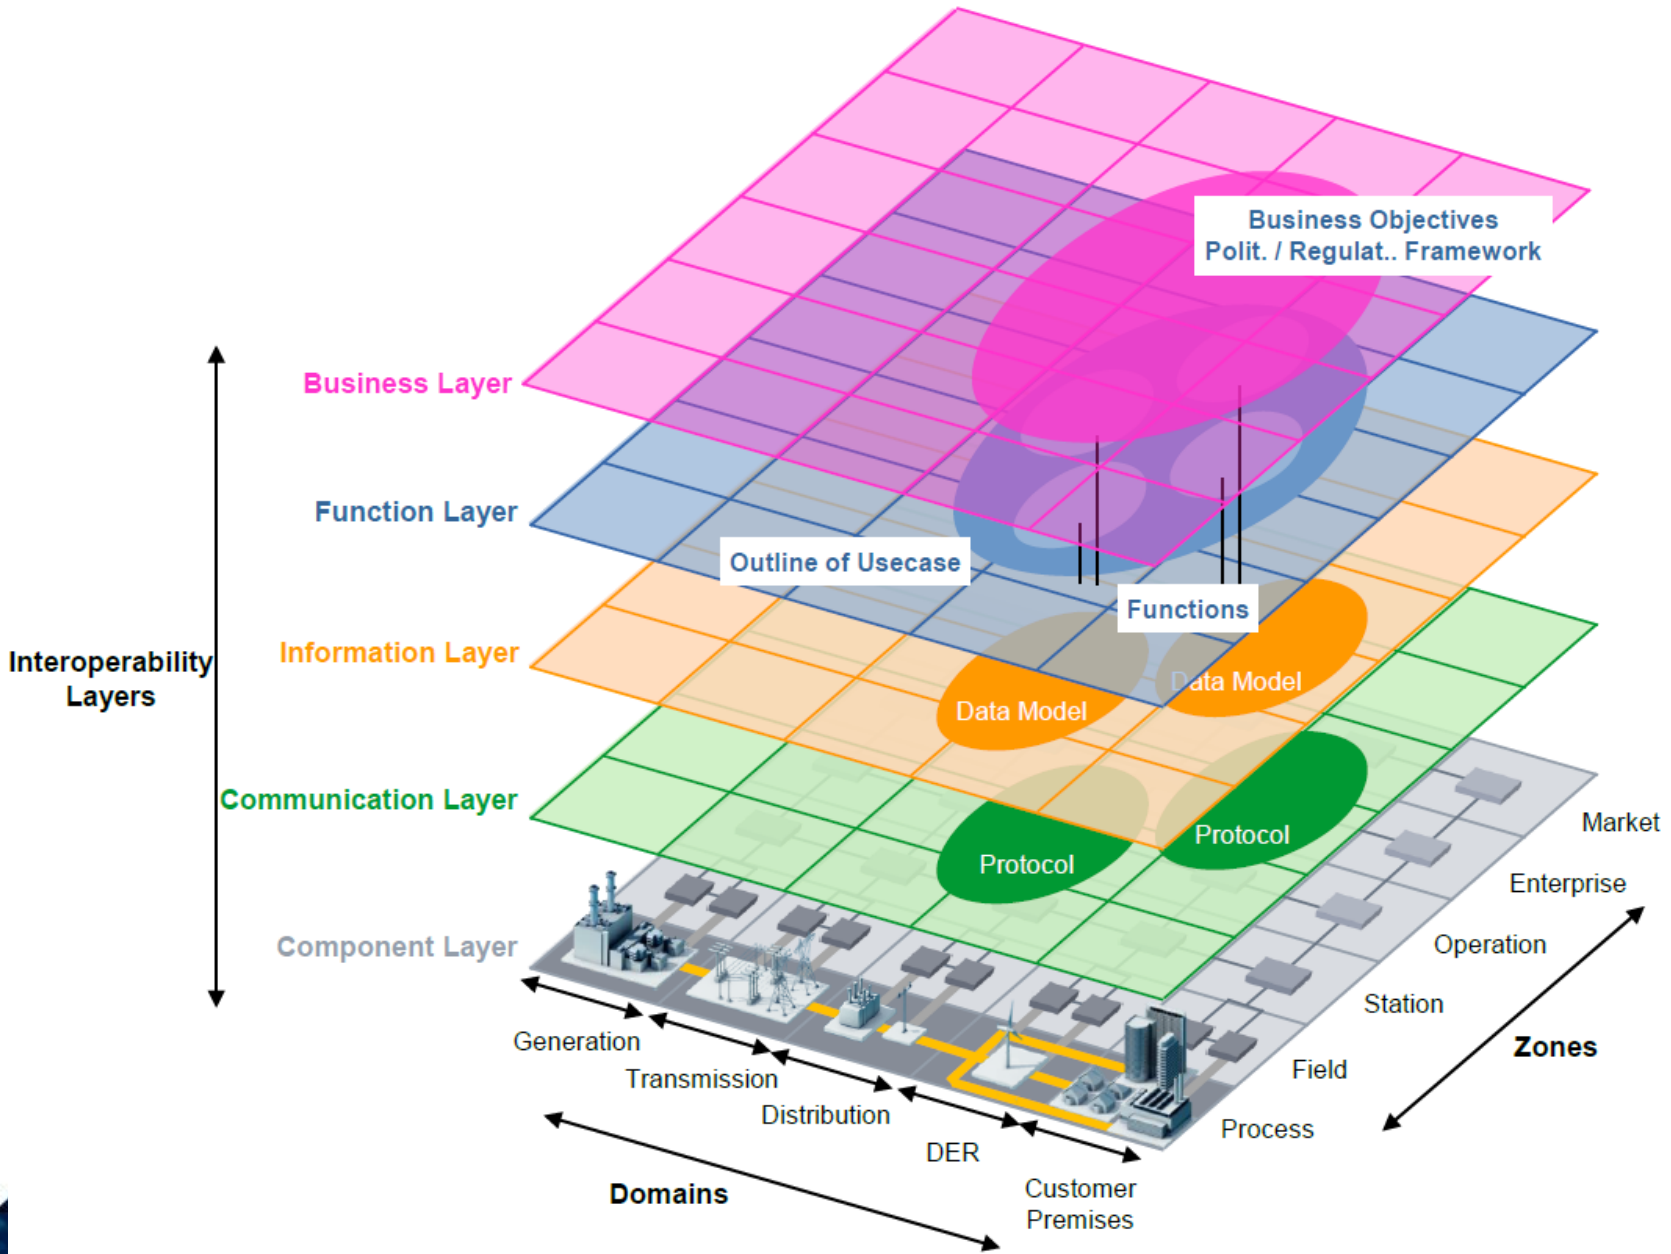 Business Objectives
Polit. / Regulat.. Framework
Business Layer
Function Layer
Outline of Usecase
Functions
Interoperability
Layers
Information Layer
Data Model
Data Model
Communication Layer
Protocol
Protocol
Component Layer
Market
Enterprise
Operation
Station
Field
Process
Zones
Generation
Transmission
Distribution
DER
Customer
Premises
Domains